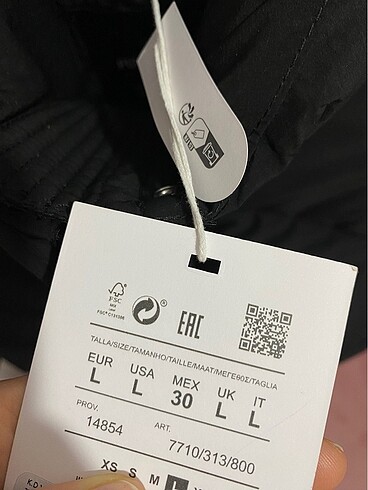 FSC
MIX
EAC
TALLA/SIZE/TAMANHO/TAILLE/MAAT/ΜΕΓΕΘΟΣ/TAGLIA
EUR USA MEX UK IT
L L 30 L L
PROV. ART.
14854 7710/313/800
XS S M L